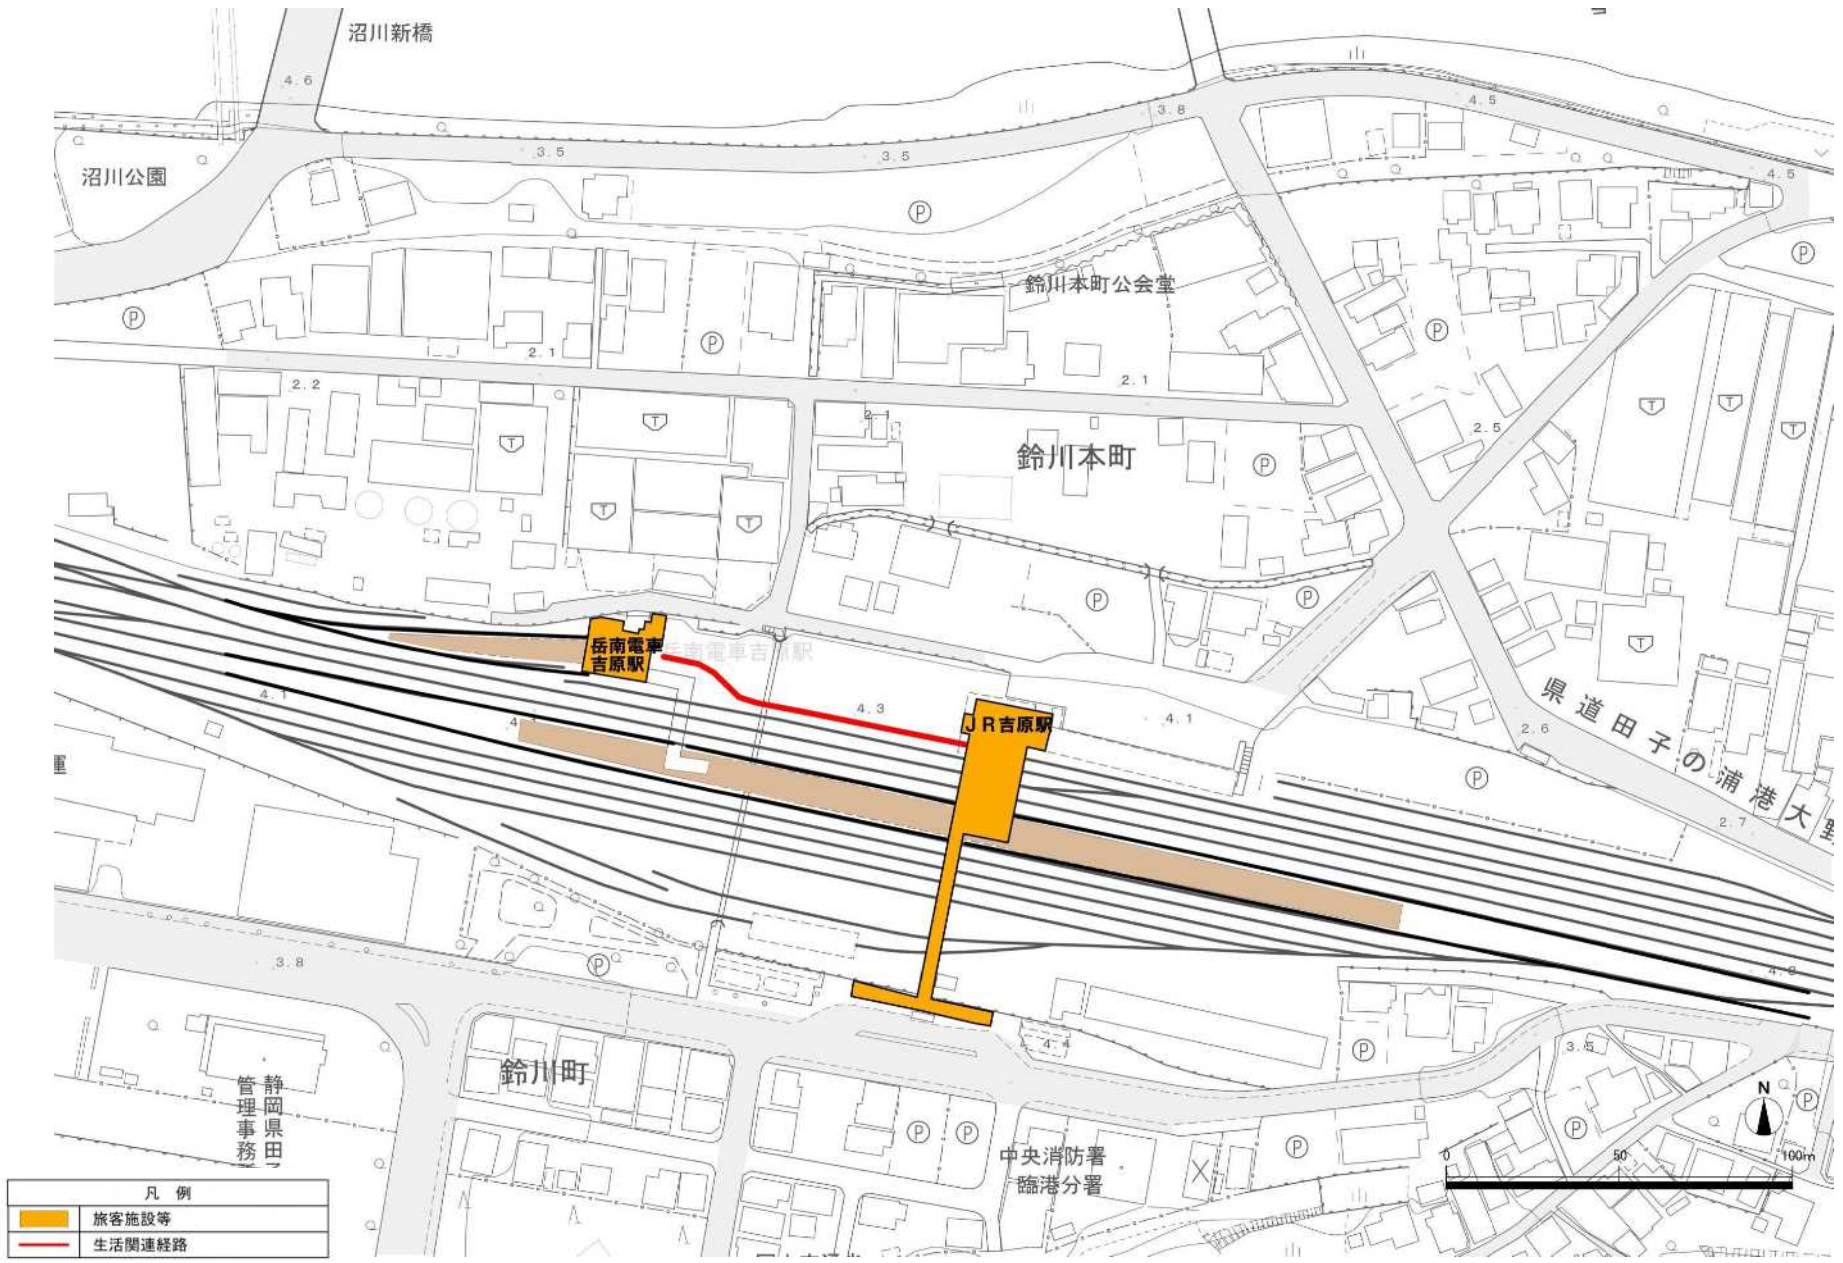 沼川新橋
4.6
3.8
4.5
3.5
3.5
沼川公園
4.5
Ⓟ
Ⓟ
鈴川本町公会堂
Ⓟ
Ⓟ
Ⓟ
2.1
2.2
2.1
2.1
T
T
T
T
T
2.5
鈴川本町
Ⓟ
T
T
Ⓟ
Ⓟ
T
岳南電車
吉原駅
岳南電車吉原駅
4.1
4.3
4.1
JR吉原駅
2.6
県道田子の浦港大野
Ⓟ
2.7
3.8
Ⓟ
4.4
3.5
Ⓟ
鈴川町
静岡県田子
管理事務所
Ⓟ
Ⓟ
中央消防署
臨港分署
Ⓟ
Ⓟ
Ⓟ
N
0 50 100m
凡 例
旅客施設等
生活関連経路